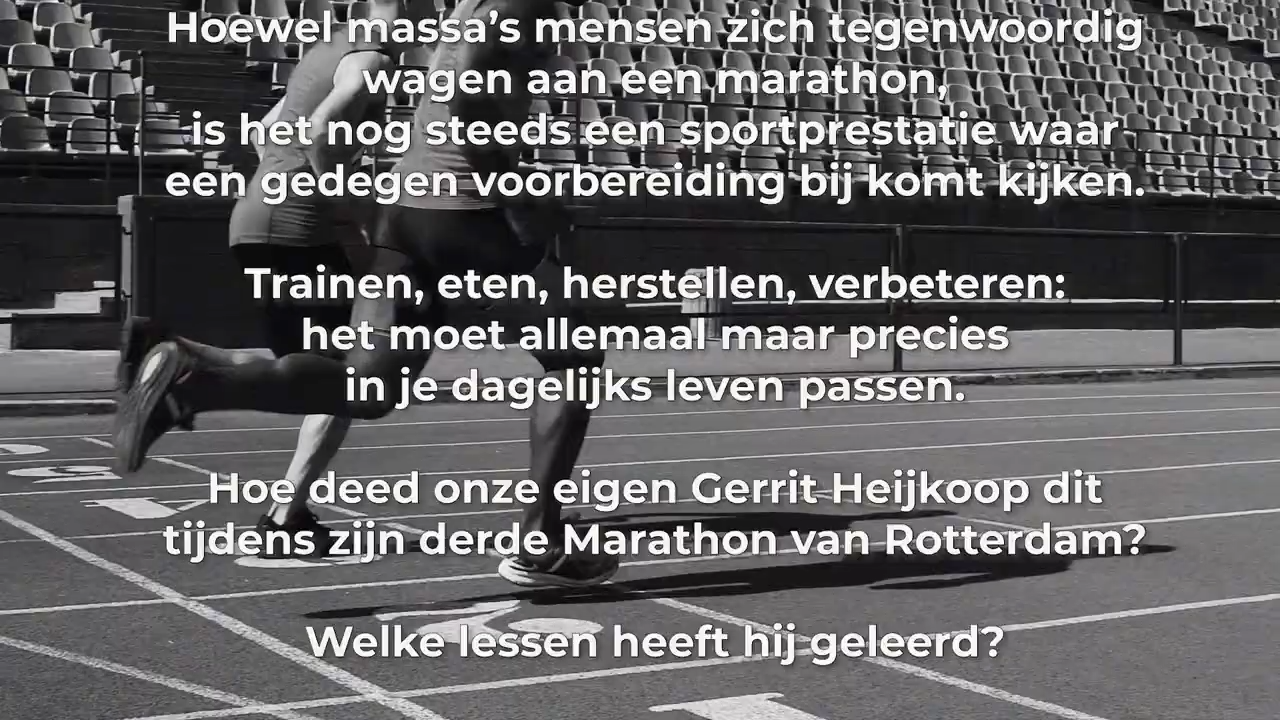 Hoewel massa’s mensen zich tegenwoordig
wagen aan een marathon,
is het nog steeds een sportprestatie waar
een gedegen voorbereiding bij komt kijken.
Trainen, eten, herstellen, verbeteren:
het moet allemaal maar precies
in je dagelijks leven passen.
Hoe deed onze eigen Gerrit Heijkoop dit
tijdens zijn derde Marathon van Rotterdam?
Welke lessen heeft hij geleerd?